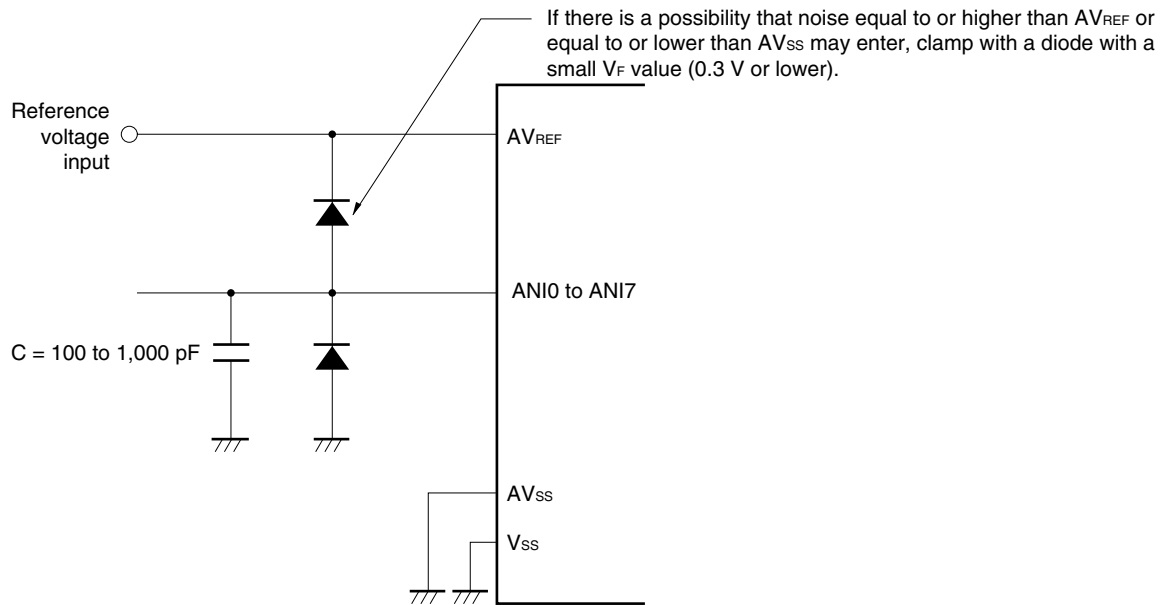 If there is a possibility that noise equal to or higher than AVREF or
equal to or lower than AVSS may enter, clamp with a diode with a
small VF value (0.3 V or lower).
Reference
voltage
input
AVREF
ANI0 to ANI7
C = 100 to 1,000 pF
AVSS
VSS